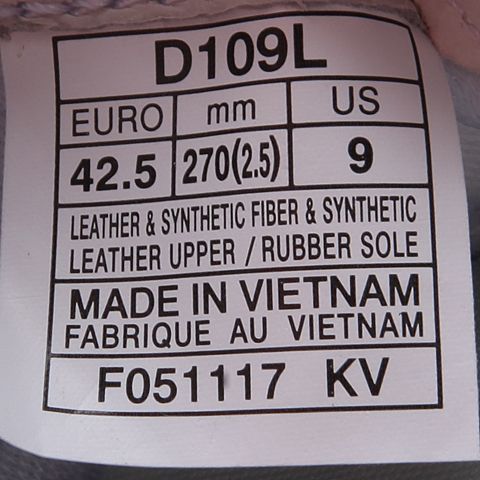 D109L
EURO mm US
42.5 270(2.5) 9
LEATHER & SYNTHETIC FIBER & SYNTHETIC
LEATHER UPPER / RUBBER SOLE
MADE IN VIETNAM
FABRIQUE AU VIETNAM
F051117 KV